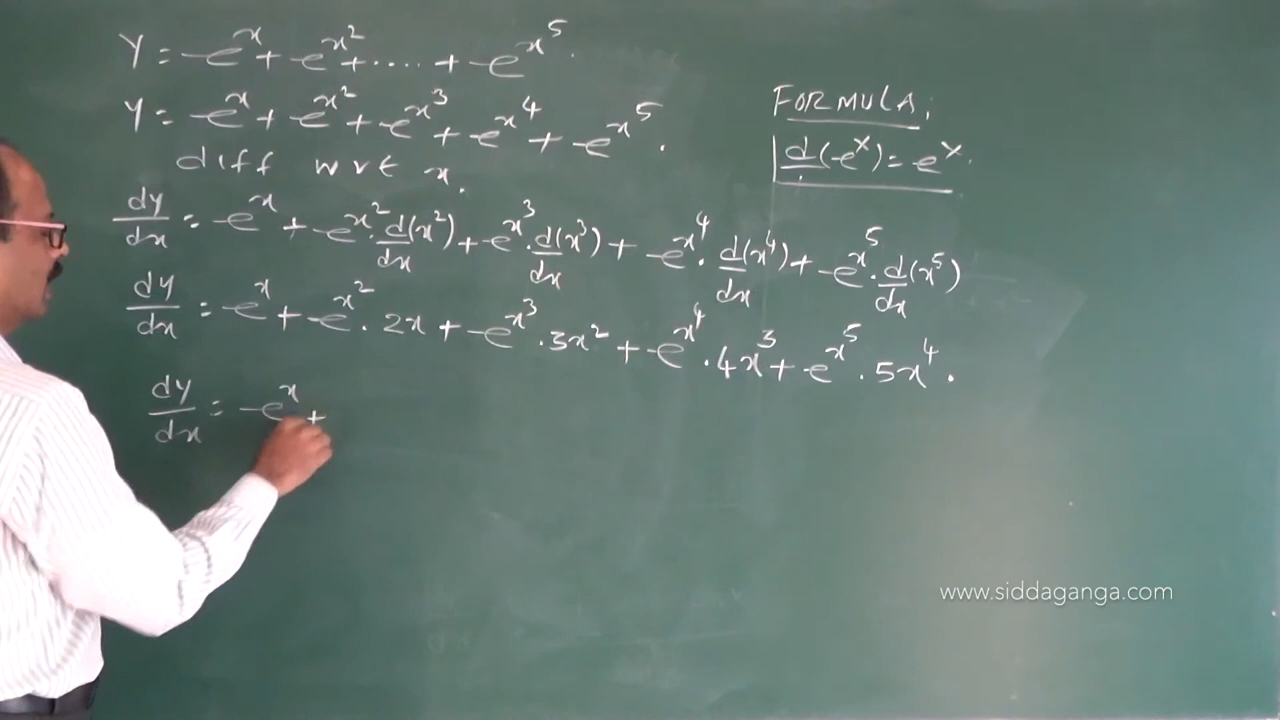 Y = e^x + e^{x^2} + .... + e^{x^5}.
Y = e^x + e^{x^2} + e^{x^3} + e^{x^4} + e^{x^5}.
diff w r t x.
dy/dx = e^x + e^{x^2} . d/dx(x^2) + e^{x^3} . d/dx(x^3) + e^{x^4} . d/dx(x^4) + e^{x^5} . d/dx(x^5)
dy/dx = e^x + e^{x^2} . 2x + e^{x^3} . 3x^2 + e^{x^4} . 4x^3 + e^{x^5} . 5x^4 .
dy/dx = e^x +
FORMULA;
d(e^x) = e^x.
www.siddaganga.com